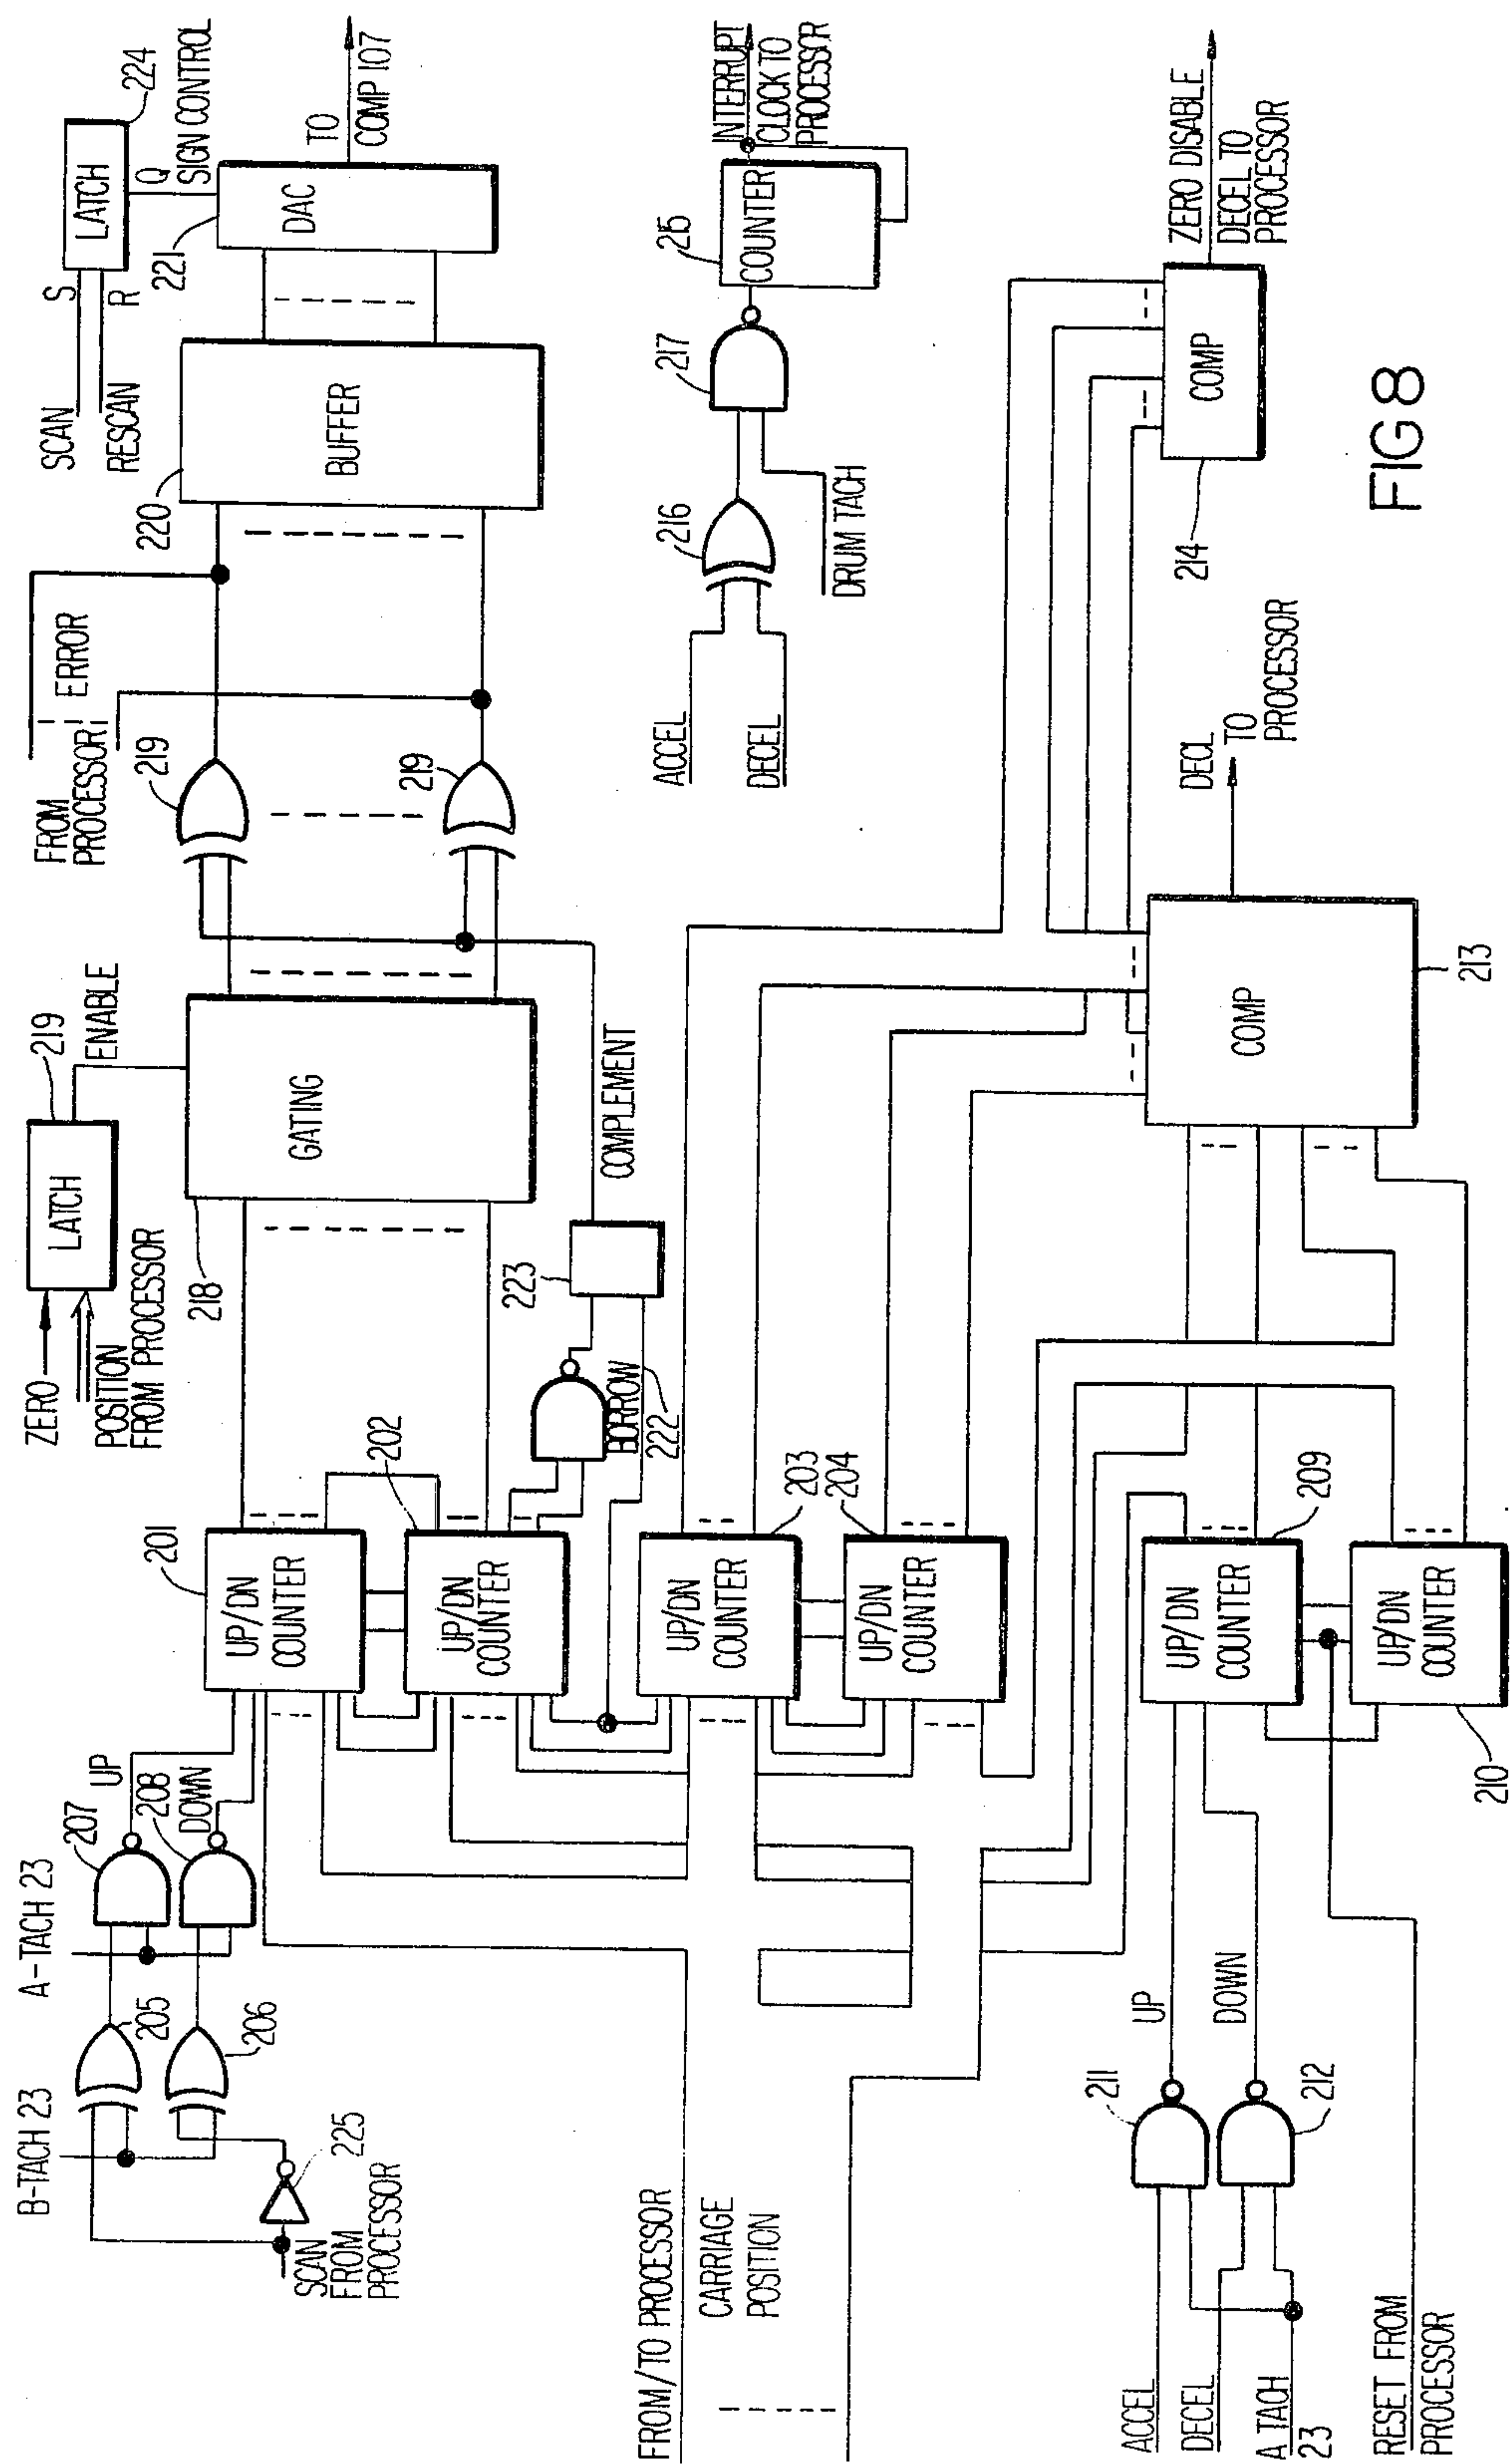 B-TACH 23
A-TACH 23
205
206
225
SCAN
FROM
PROCESSOR
207
UP
208
DOWN
201
UP/DN
COUNTER
202
UP/DN
COUNTER
BORROW
222
223
COMPLEMENT
ZERO
POSITION
FROM PROCESSOR
LATCH
219
ENABLE
218
GATING
219
219
FROM
PROCESSOR
ERROR
220
BUFFER
SCAN
RESCAN
S
R
LATCH
224
Q
SIGN CONTROL
221
DAC
TO
COMP 107
ACCEL
DECEL
216
DRUM TACH
217
215
COUNTER
INTERRUPT
CLOCK TO
PROCESSOR
FROM/TO PROCESSOR
CARRIAGE
POSITION
UP/DN
COUNTER
203
UP/DN
COUNTER
204
ACCEL
DECEL
A TACH
23
211
212
UP
DOWN
RESET FROM
PROCESSOR
UP/DN
COUNTER
209
UP/DN
COUNTER
210
COMP
213
DECL
TO
PROCESSOR
214
COMP
ZERO DISABLE
DECEL TO
PROCESSOR
FIG 8